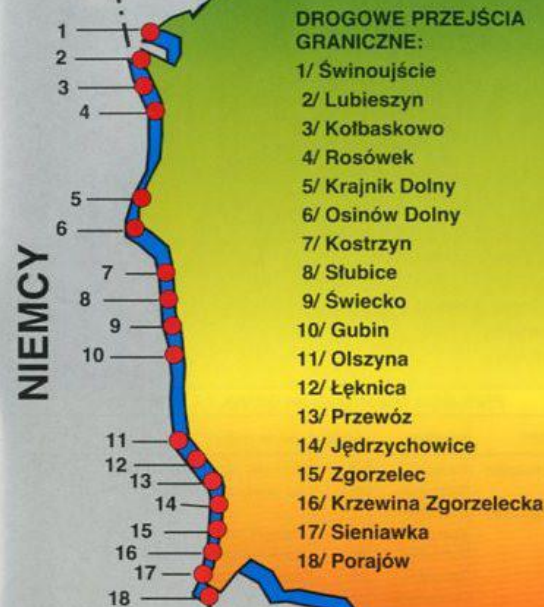 DROGOWE PRZEJŚCIA
GRANICZNE:
1/ Świnoujście
2/ Lubieszyn
3/ Kołbaskowo
4/ Rosówek
5/ Krajnik Dolny
6/ Osinów Dolny
7/ Kostrzyn
8/ Słubice
9/ Świecko
10/ Gubin
11/ Olszyna
12/ Łęknica
13/ Przewóz
14/ Jędrzychowice
15/ Zgorzelec
16/ Krzewina Zgorzelecka
17/ Sieniawka
18/ Porajów
NIEMCY
1
2
3
4
5
6
7
8
9
10
11
12
13
14
15
16
17
18